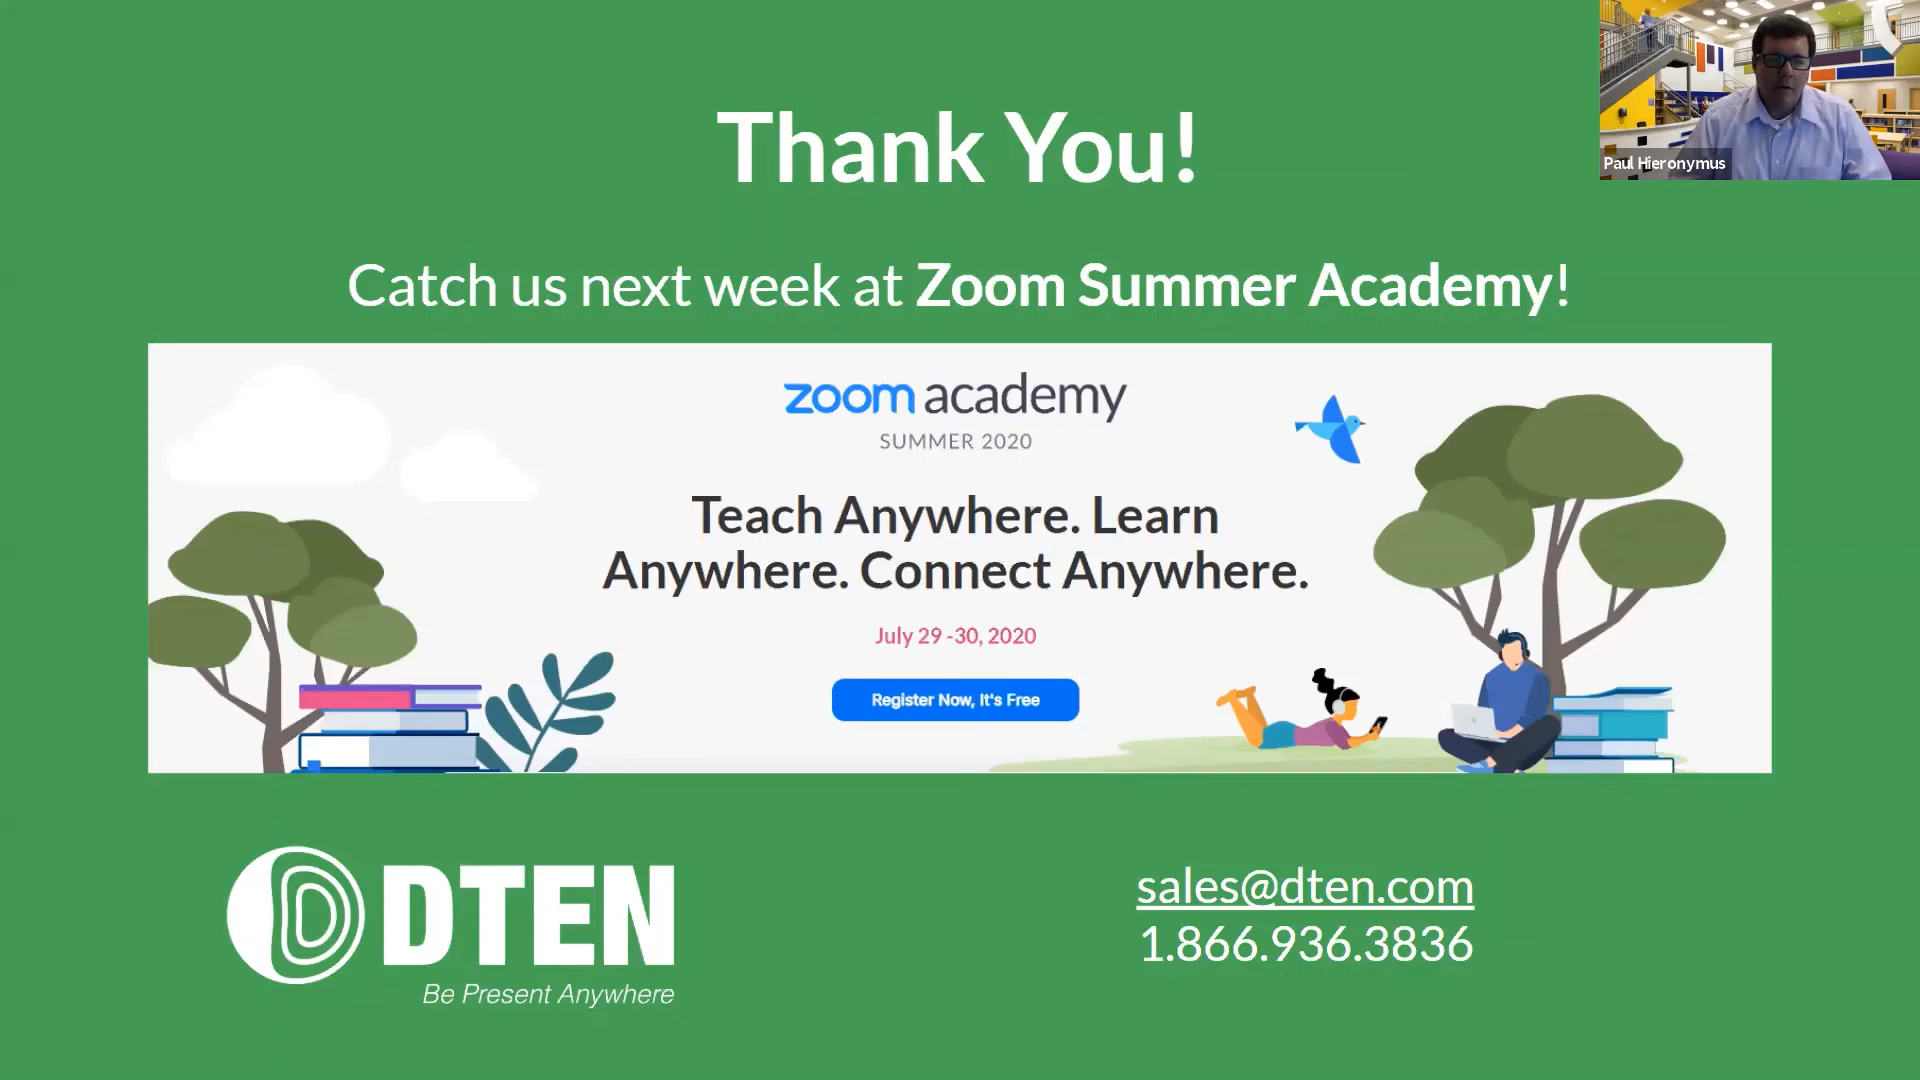 Thank You!
Paul Hieronymus
Catch us next week at Zoom Summer Academy!
zoom academy
SUMMER 2020
Teach Anywhere. Learn
Anywhere. Connect Anywhere.
July 29 -30, 2020
Register Now, It's Free
DTEN
Be Present Anywhere
sales@dten.com
1.866.936.3836